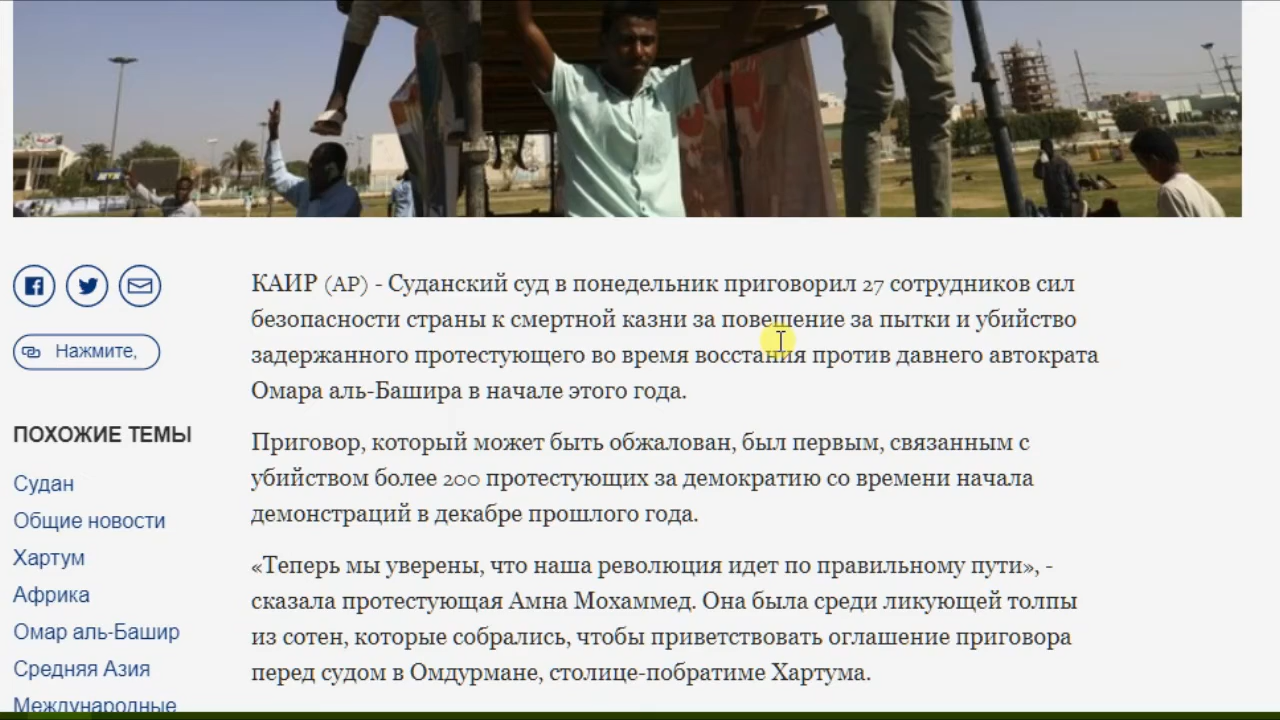 КАИР (AP) - Суданский суд в понедельник приговорил 27 сотрудников сил
безопасности страны к смертной казни за повешение за пытки и убийство
задержанного протестующего во время восстания против давнего автократа
Омара аль-Башира в начале этого года.
Нажмите,
ПОХОЖИЕ ТЕМЫ
Судан
Общие новости
Хартум
Африка
Омар аль-Башир
Средняя Азия
Международные
Приговор, который может быть обжалован, был первым, связанным с
убийством более 200 протестующих за демократию со времени начала
демонстраций в декабре прошлого года.
«Теперь мы уверены, что наша революция идет по правильному пути», -
сказала протестующая Амна Мохаммед. Она была среди ликующей толпы
из сотен, которые собрались, чтобы приветствовать оглашение приговора
перед судом в Омдурмане, столице-побратиме Хартума.